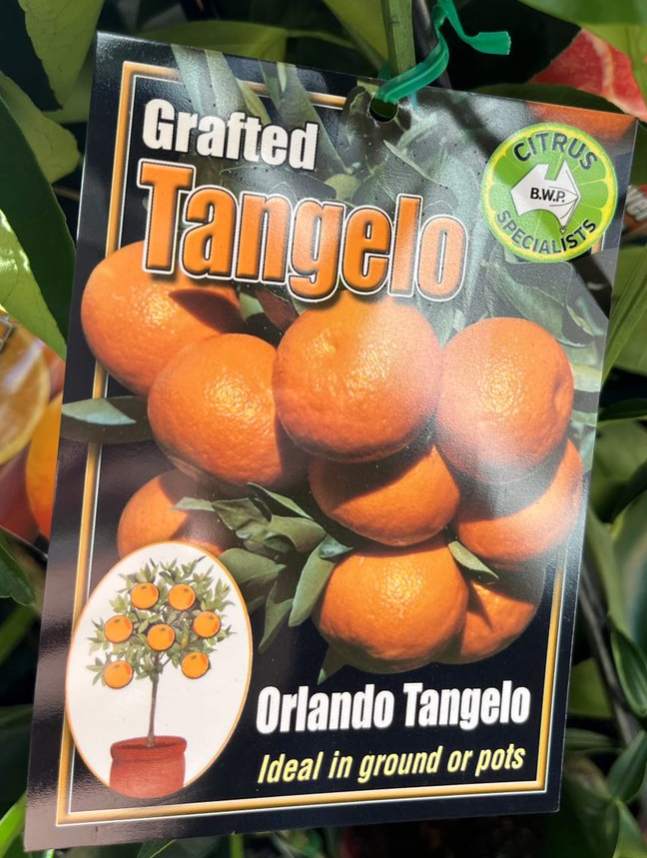 Grafted
Tangelo
CITRUS
B.W.P.
SPECIALISTS
Orlando Tangelo
Ideal in ground or pots